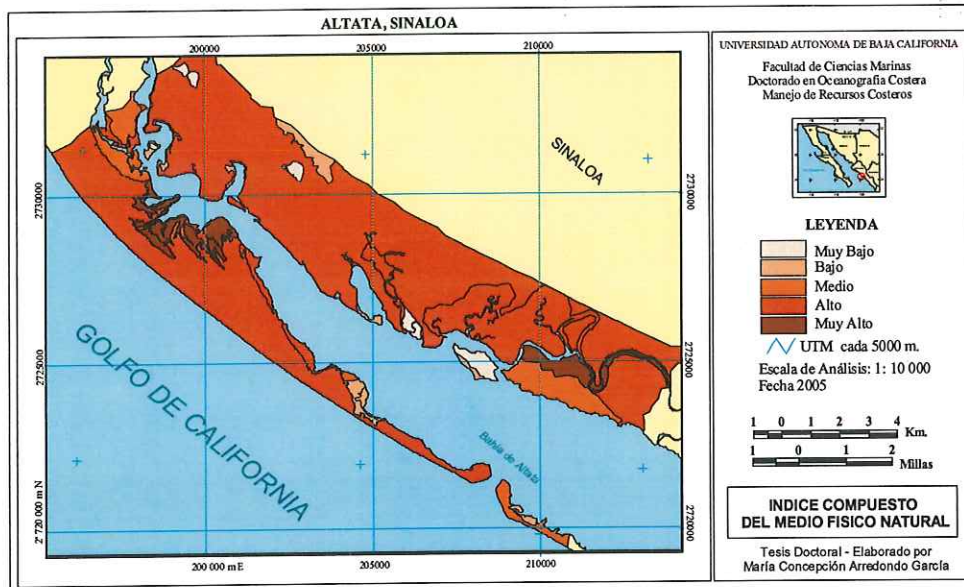 ALTATA, SINALOA
200000
205000
210000
SINALOA
2730000
2730000
2725000
2725000
GOLFO DE CALIFORNIA
Bahía de Altata
2720 000 m N
2720000
200 000 m E
205000
210000
UNIVERSIDAD AUTONOMA DE BAJA CALIFORNIA
Facultad de Ciencias Marinas
Doctorado en Oceanografía Costera
Manejo de Recursos Costeros
LEYENDA
Muy Bajo
Bajo
Medio
Alto
Muy Alto
UTM cada 5000 m.
Escala de Análisis: 1: 10 000
Fecha 2005
1 0 1 2 3 4
Km.
1 0 1 2
Millas
INDICE COMPUESTO
DEL MEDIO FISICO NATURAL
Tesis Doctoral - Elaborado por
María Concepción Arredondo García